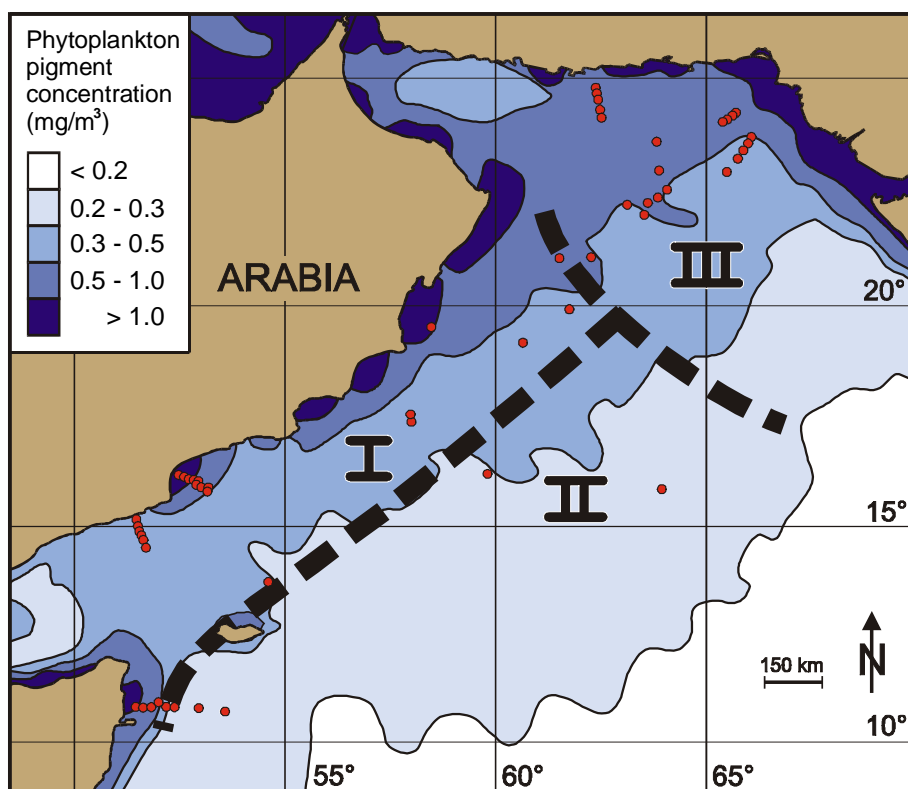 Phytoplankton
pigment
concentration
(mg/m³)
< 0.2
0.2 - 0.3
0.3 - 0.5
0.5 - 1.0
> 1.0
ARABIA
III
20°
I
II
15°
150 km
N
10°
55°
60°
65°